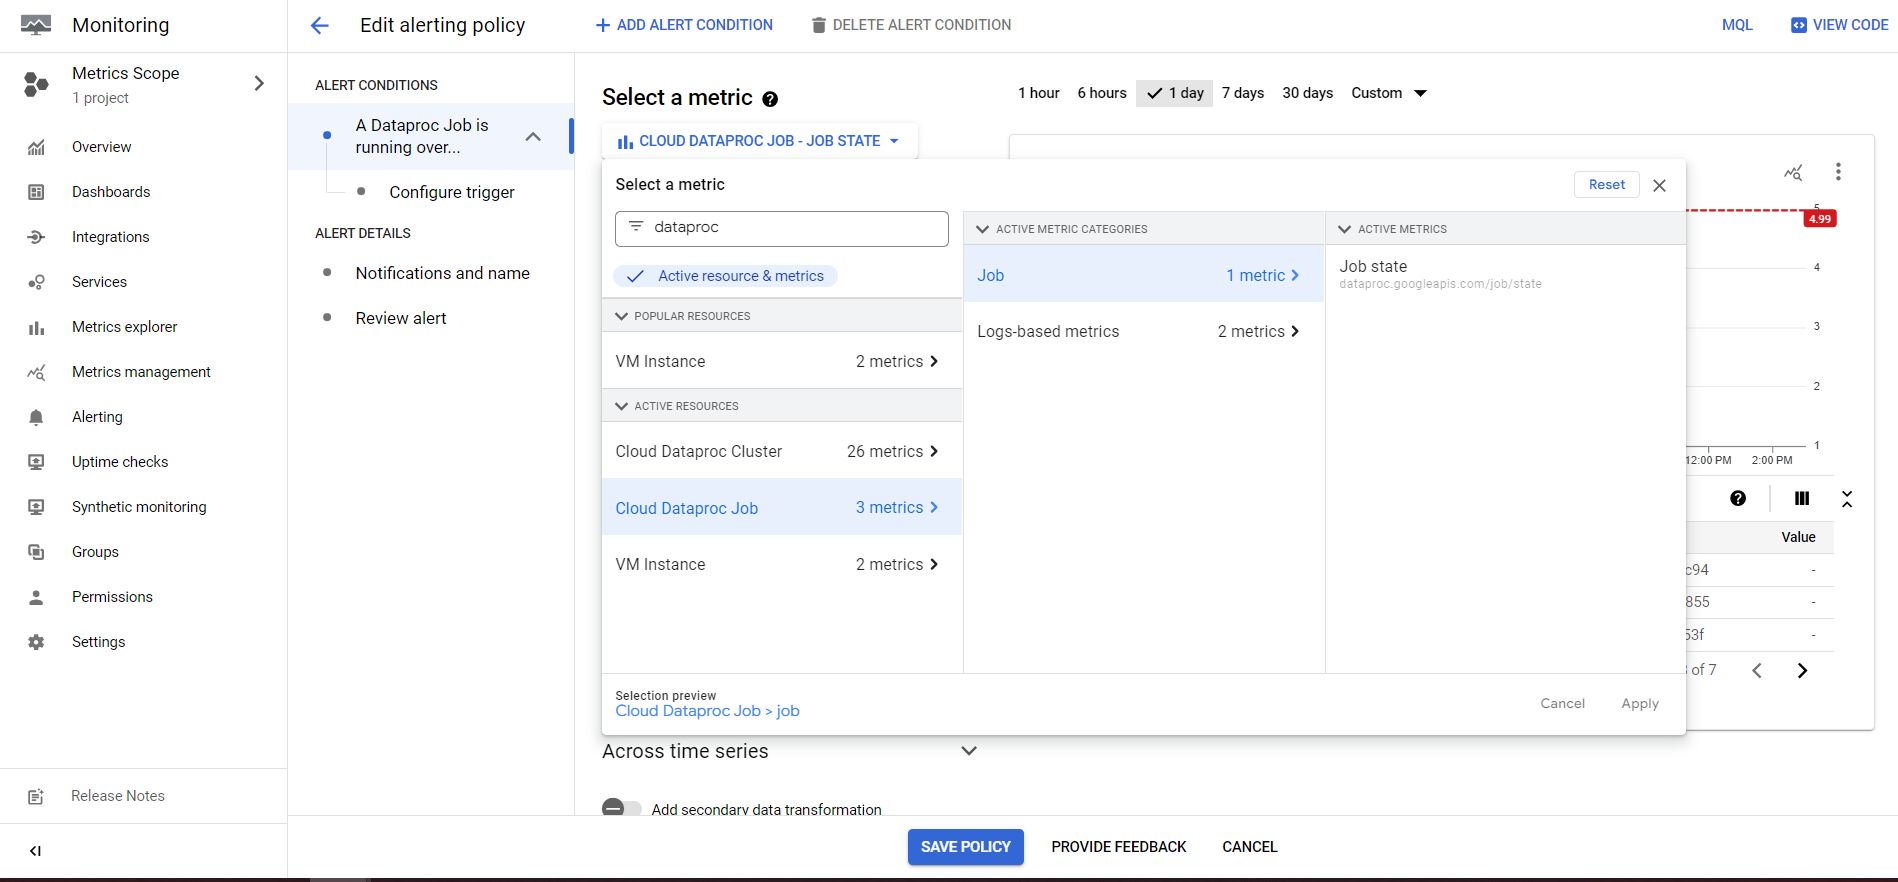 Monitoring
Edit alerting policy
ADD ALERT CONDITION
DELETE ALERT CONDITION
MQL
VIEW CODE
Metrics Scope
1 project
Overview
Dashboards
Integrations
Services
Metrics explorer
Metrics management
Alerting
Uptime checks
Synthetic monitoring
Groups
Permissions
Settings
Release Notes
ALERT CONDITIONS
A Dataproc Job is
running over...
Configure trigger
ALERT DETAILS
Notifications and name
Review alert
Select a metric
1 hour
6 hours
1 day
7 days
30 days
Custom
CLOUD DATAPROC JOB - JOB STATE
Select a metric
Reset
dataproc
Active resource & metrics
POPULAR RESOURCES
VM Instance 2 metrics
ACTIVE RESOURCES
Cloud Dataproc Cluster 26 metrics
Cloud Dataproc Job 3 metrics
VM Instance 2 metrics
ACTIVE METRIC CATEGORIES
Job 1 metric
Logs-based metrics 2 metrics
ACTIVE METRICS
Job state
dataproc.googleapis.com/job/state
Selection preview
Cloud Dataproc Job > job
Cancel
Apply
5
4.99
4
3
2
1
12:00 PM
2:00 PM
Value
c94 -
855 -
53f -
of 7
Across time series
Add secondary data transformation
SAVE POLICY
PROVIDE FEEDBACK
CANCEL